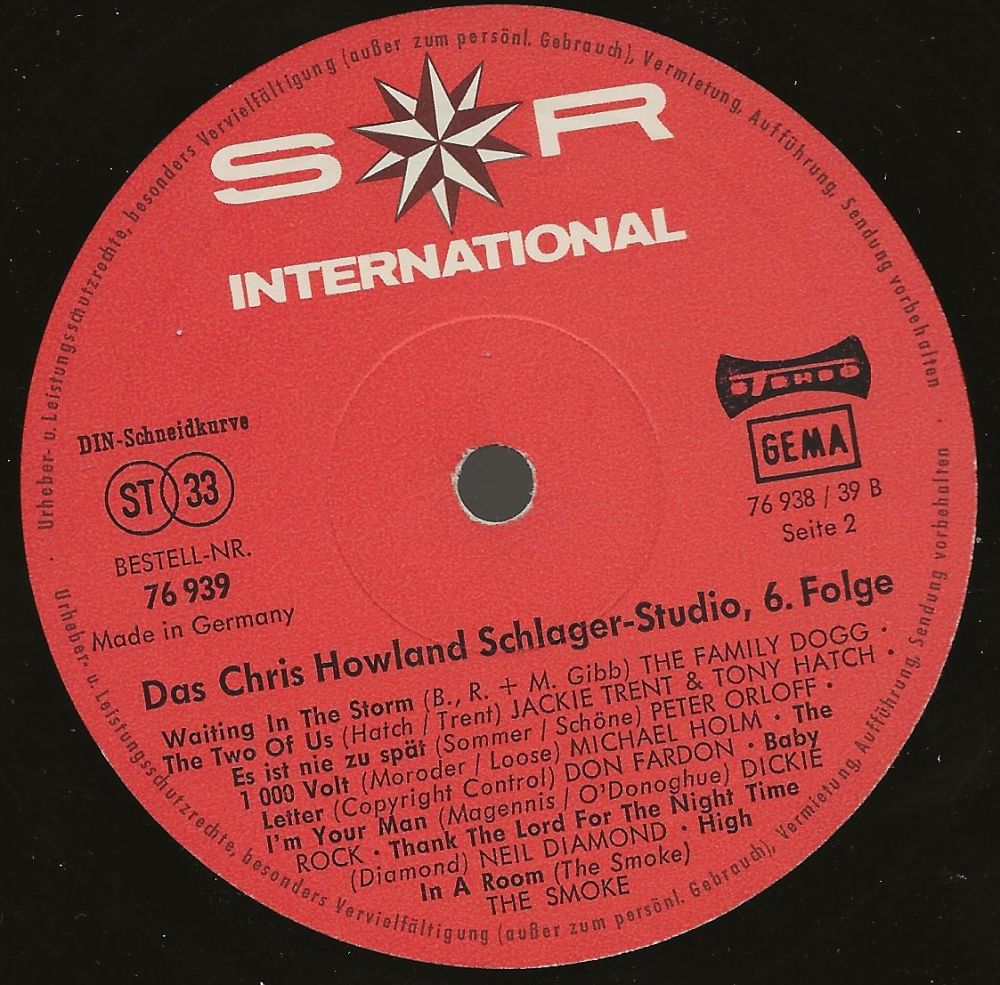 Urheber- u. Leistungsschutzrechte, besonders Vervielfältigung (außer zum persönl. Gebrauch), Vermietung, Aufführung, Sendung vorbehalten
S R
INTERNATIONAL
DIN-Schneidkurve
ST 33
BESTELL-NR.
76 939
Made in Germany
STEREO
GEMA
76 938 / 39 B
Seite 2
Das Chris Howland Schlager-Studio, 6. Folge
Waiting In The Storm (B., R. + M. Gibb) THE FAMILY DOGG ·
The Two Of Us (Hatch / Trent) JACKIE TRENT & TONY HATCH ·
Es ist nie zu spät (Sommer / Schöne) PETER ORLOFF ·
1 000 Volt (Moroder / Loose) MICHAEL HOLM · The
Letter (Copyright Control) DON FARDON · Baby
I'm Your Man (Magennis / O'Donoghue) DICKIE
ROCK · Thank The Lord For The Night Time
(Diamond) NEIL DIAMOND · High
In A Room (The Smoke)
THE SMOKE
Urheber- u. Leistungsschutzrechte, besonders Vervielfältigung (außer zum persönl. Gebrauch), Vermietung, Aufführung, Sendung vorbehalten